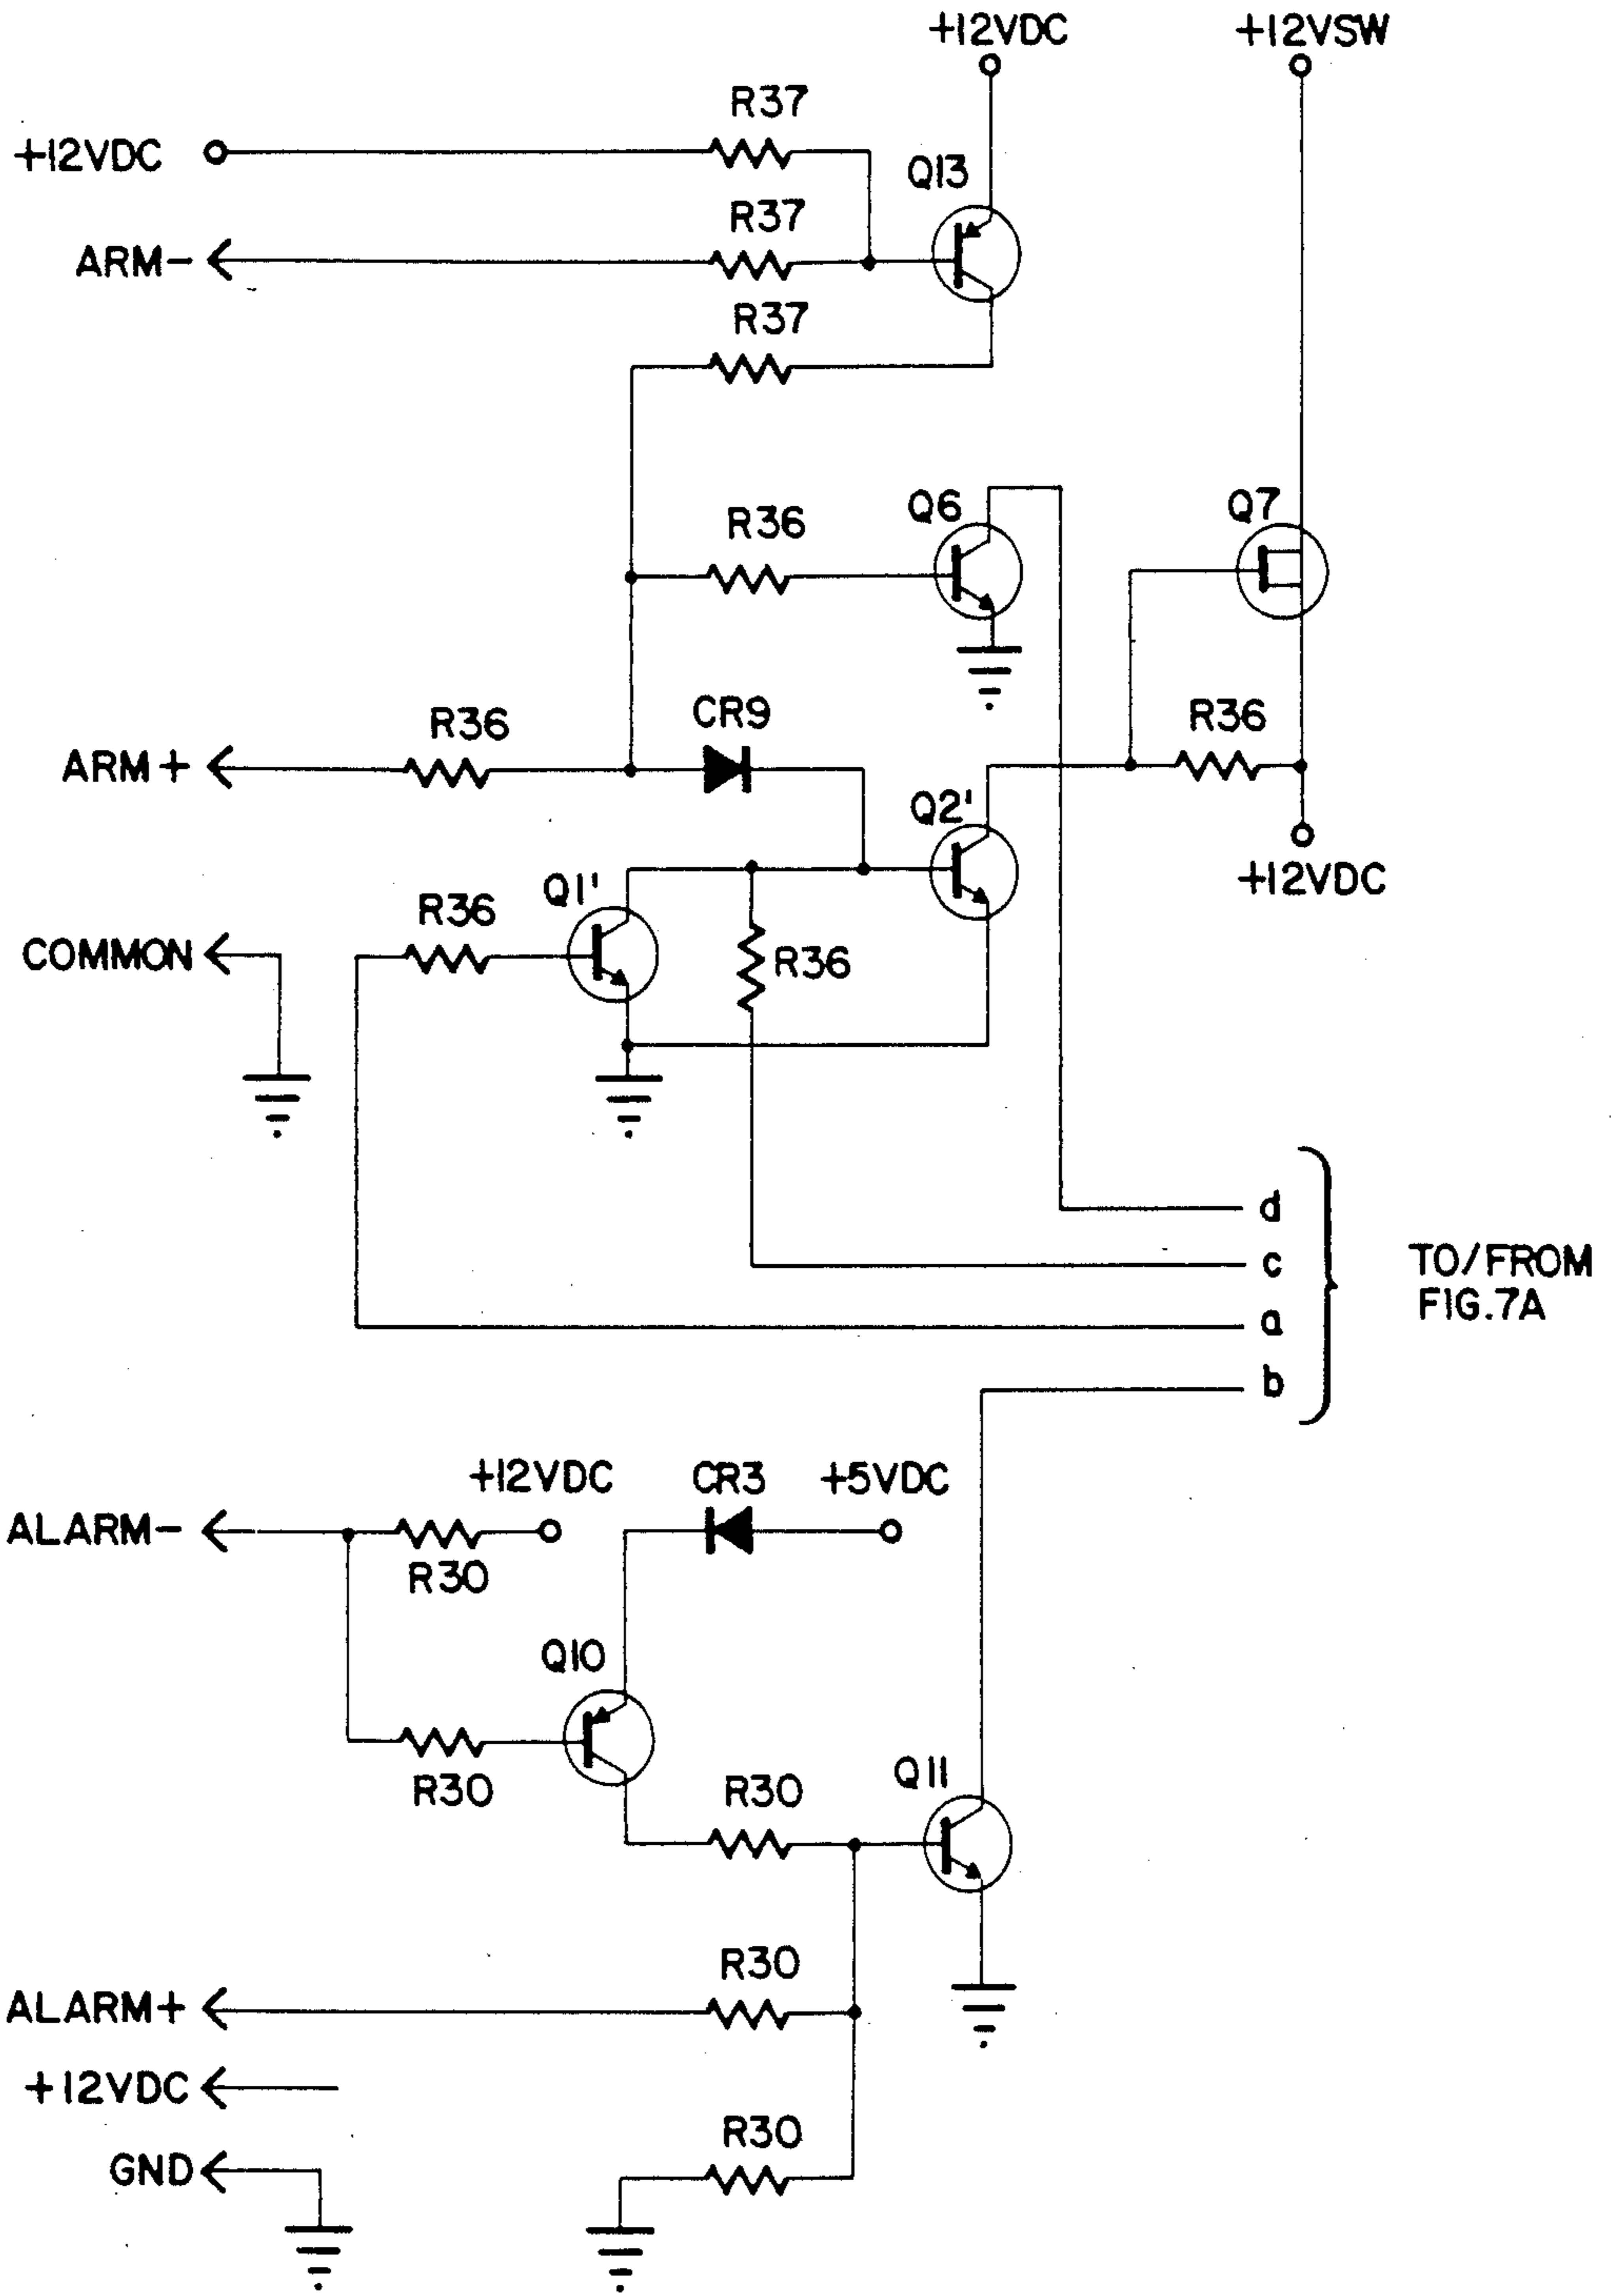 +12VDC
+12VSW
R37
+12VDC
Q13
R37
ARM-
R37
Q6
Q7
R36
CR9
R36
R36
ARM+
Q2'
+12VDC
Q1'
R36
COMMON
R36
d
c
TO/FROM
FIG.7A
a
b
+12VDC
CR3
+5VDC
ALARM-
R30
Q10
Q11
R30
R30
R30
ALARM+
+12VDC
R30
GND